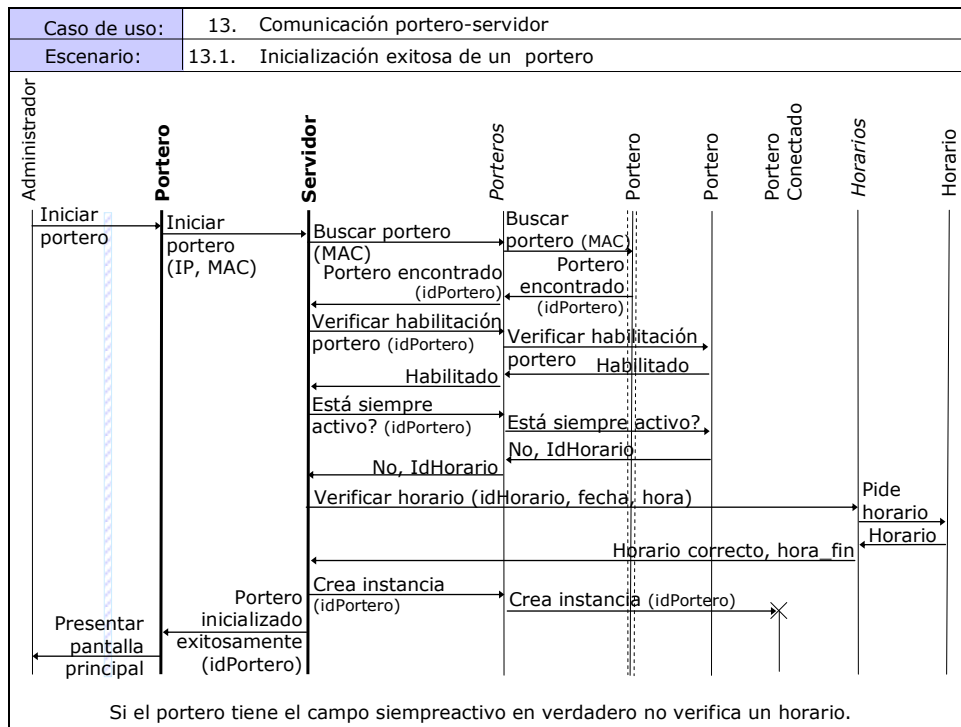 Caso de uso: 13. Comunicación portero-servidor
Escenario: 13.1. Inicialización exitosa de un portero
Administrador
Portero
Servidor
Porteros
Portero
Portero
Portero
Conectado
Horarios
Horario
Iniciar
portero
Iniciar
portero
(IP, MAC)
Buscar portero
(MAC)
Buscar
portero (MAC)
Portero
encontrado
(idPortero)
Portero encontrado
(idPortero)
Verificar habilitación
portero (idPortero)
Verificar habilitación
portero
Habilitado
Habilitado
Está siempre
activo? (idPortero)
Está siempre activo?
No, IdHorario
No, IdHorario
Verificar horario (idHorario, fecha, hora)
Pide
horario
Horario
Horario correcto, hora_fin
Crea instancia
(idPortero)
Crea instancia (idPortero)
Portero
inicializado
exitosamente
(idPortero)
Presentar
pantalla
principal
Si el portero tiene el campo siempreactivo en verdadero no verifica un horario.